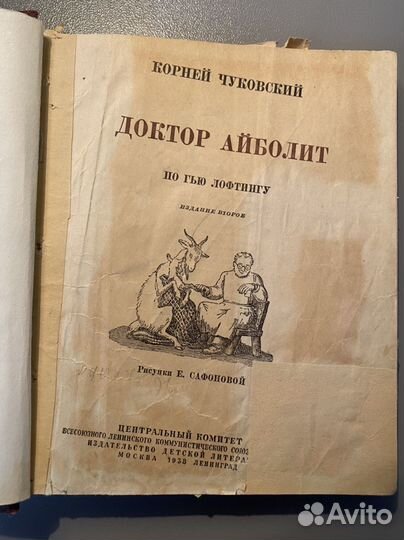 КОРНЕЙ ЧУКОВСКИЙ
ДОКТОР АЙБОЛИТ
ПО ГЬЮ ЛОФТИНГУ
ИЗДАНИЕ ВТОРОЕ
Рисунки Е. САФОНОВОЙ
ЦЕНТРАЛЬНЫЙ КОМИТЕТ
ВСЕСОЮЗНОГО ЛЕНИНСКОГО КОММУНИСТИЧЕСКОГО СОЮЗ
ИЗДАТЕЛЬСТВО ДЕТСКОЙ ЛИТЕРА
МОСКВА 1938 ЛЕНИНГРАД
Avito